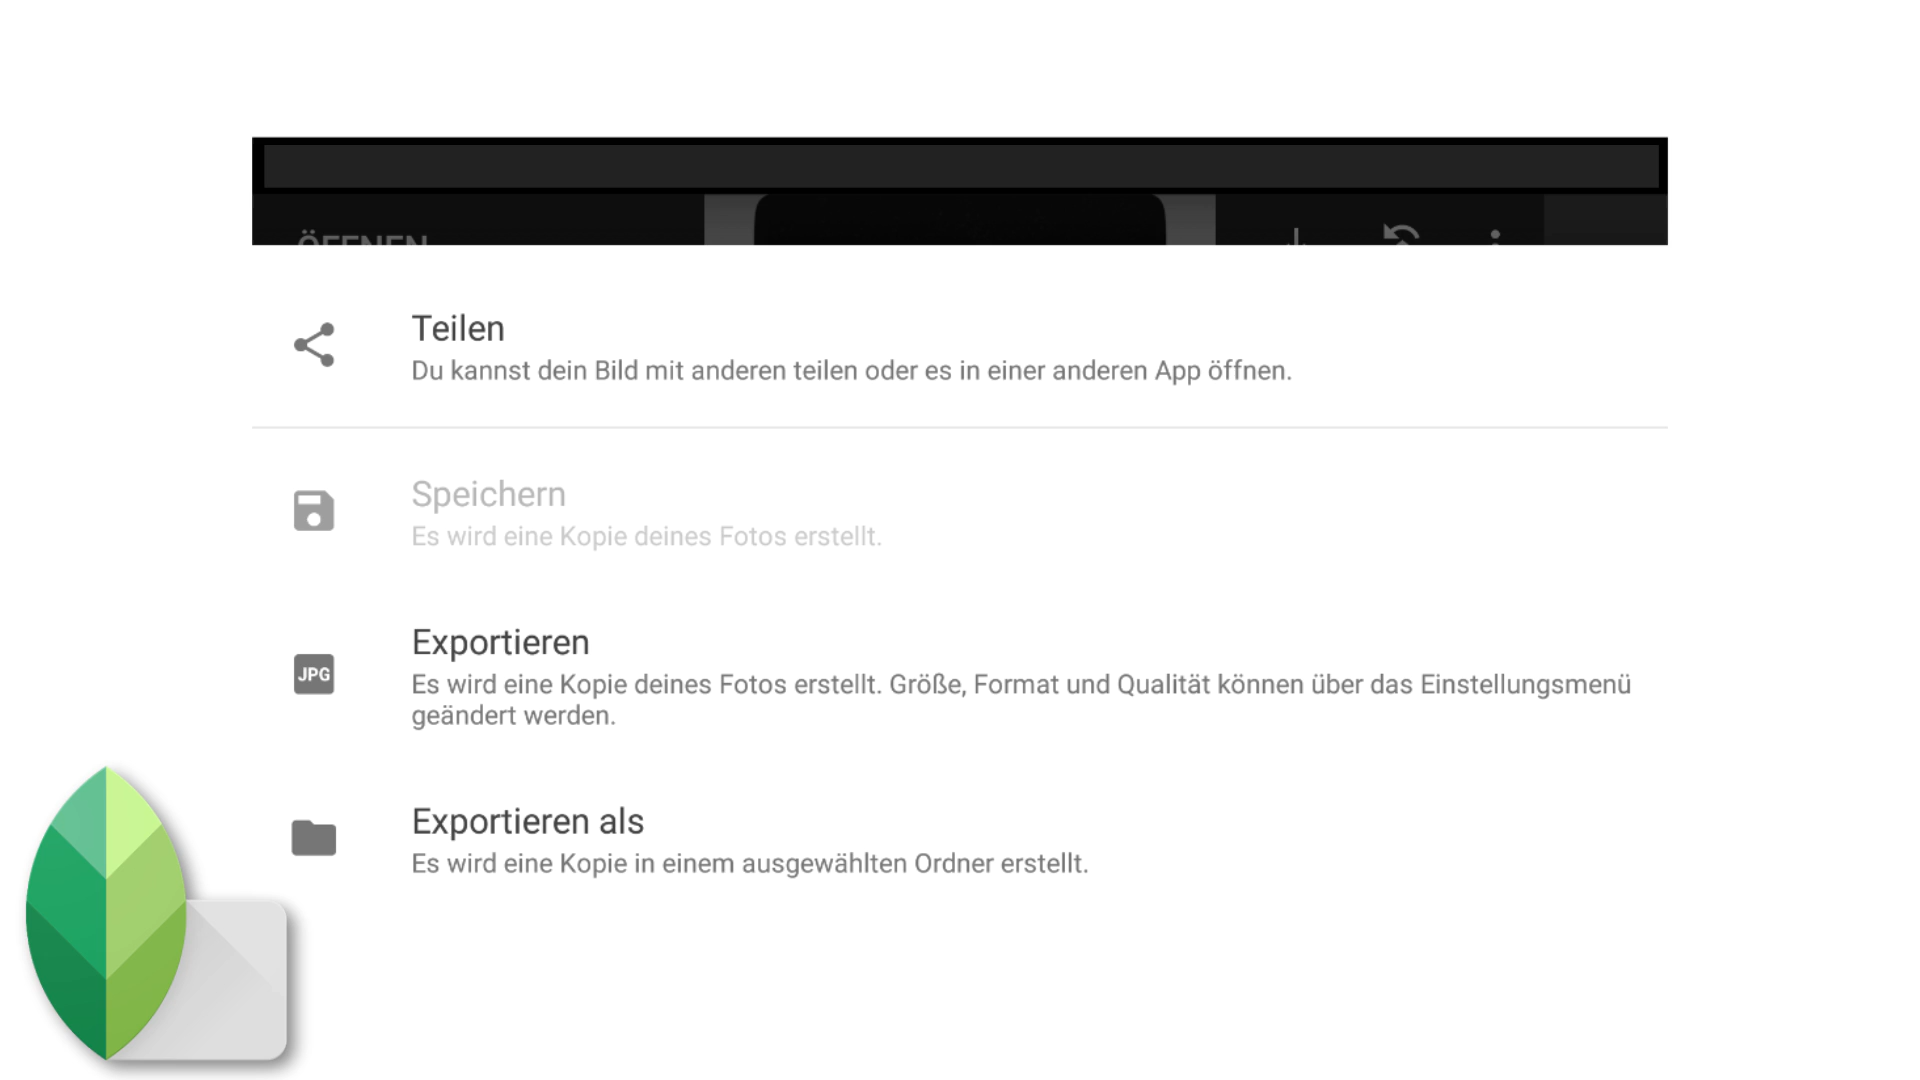 ÖFFNEN
Teilen
Du kannst dein Bild mit anderen teilen oder es in einer anderen App öffnen.
Speichern
Es wird eine Kopie deines Fotos erstellt.
Exportieren
JPG
Es wird eine Kopie deines Fotos erstellt. Größe, Format und Qualität können über das Einstellungsmenü
geändert werden.
Exportieren als
Es wird eine Kopie in einem ausgewählten Ordner erstellt.